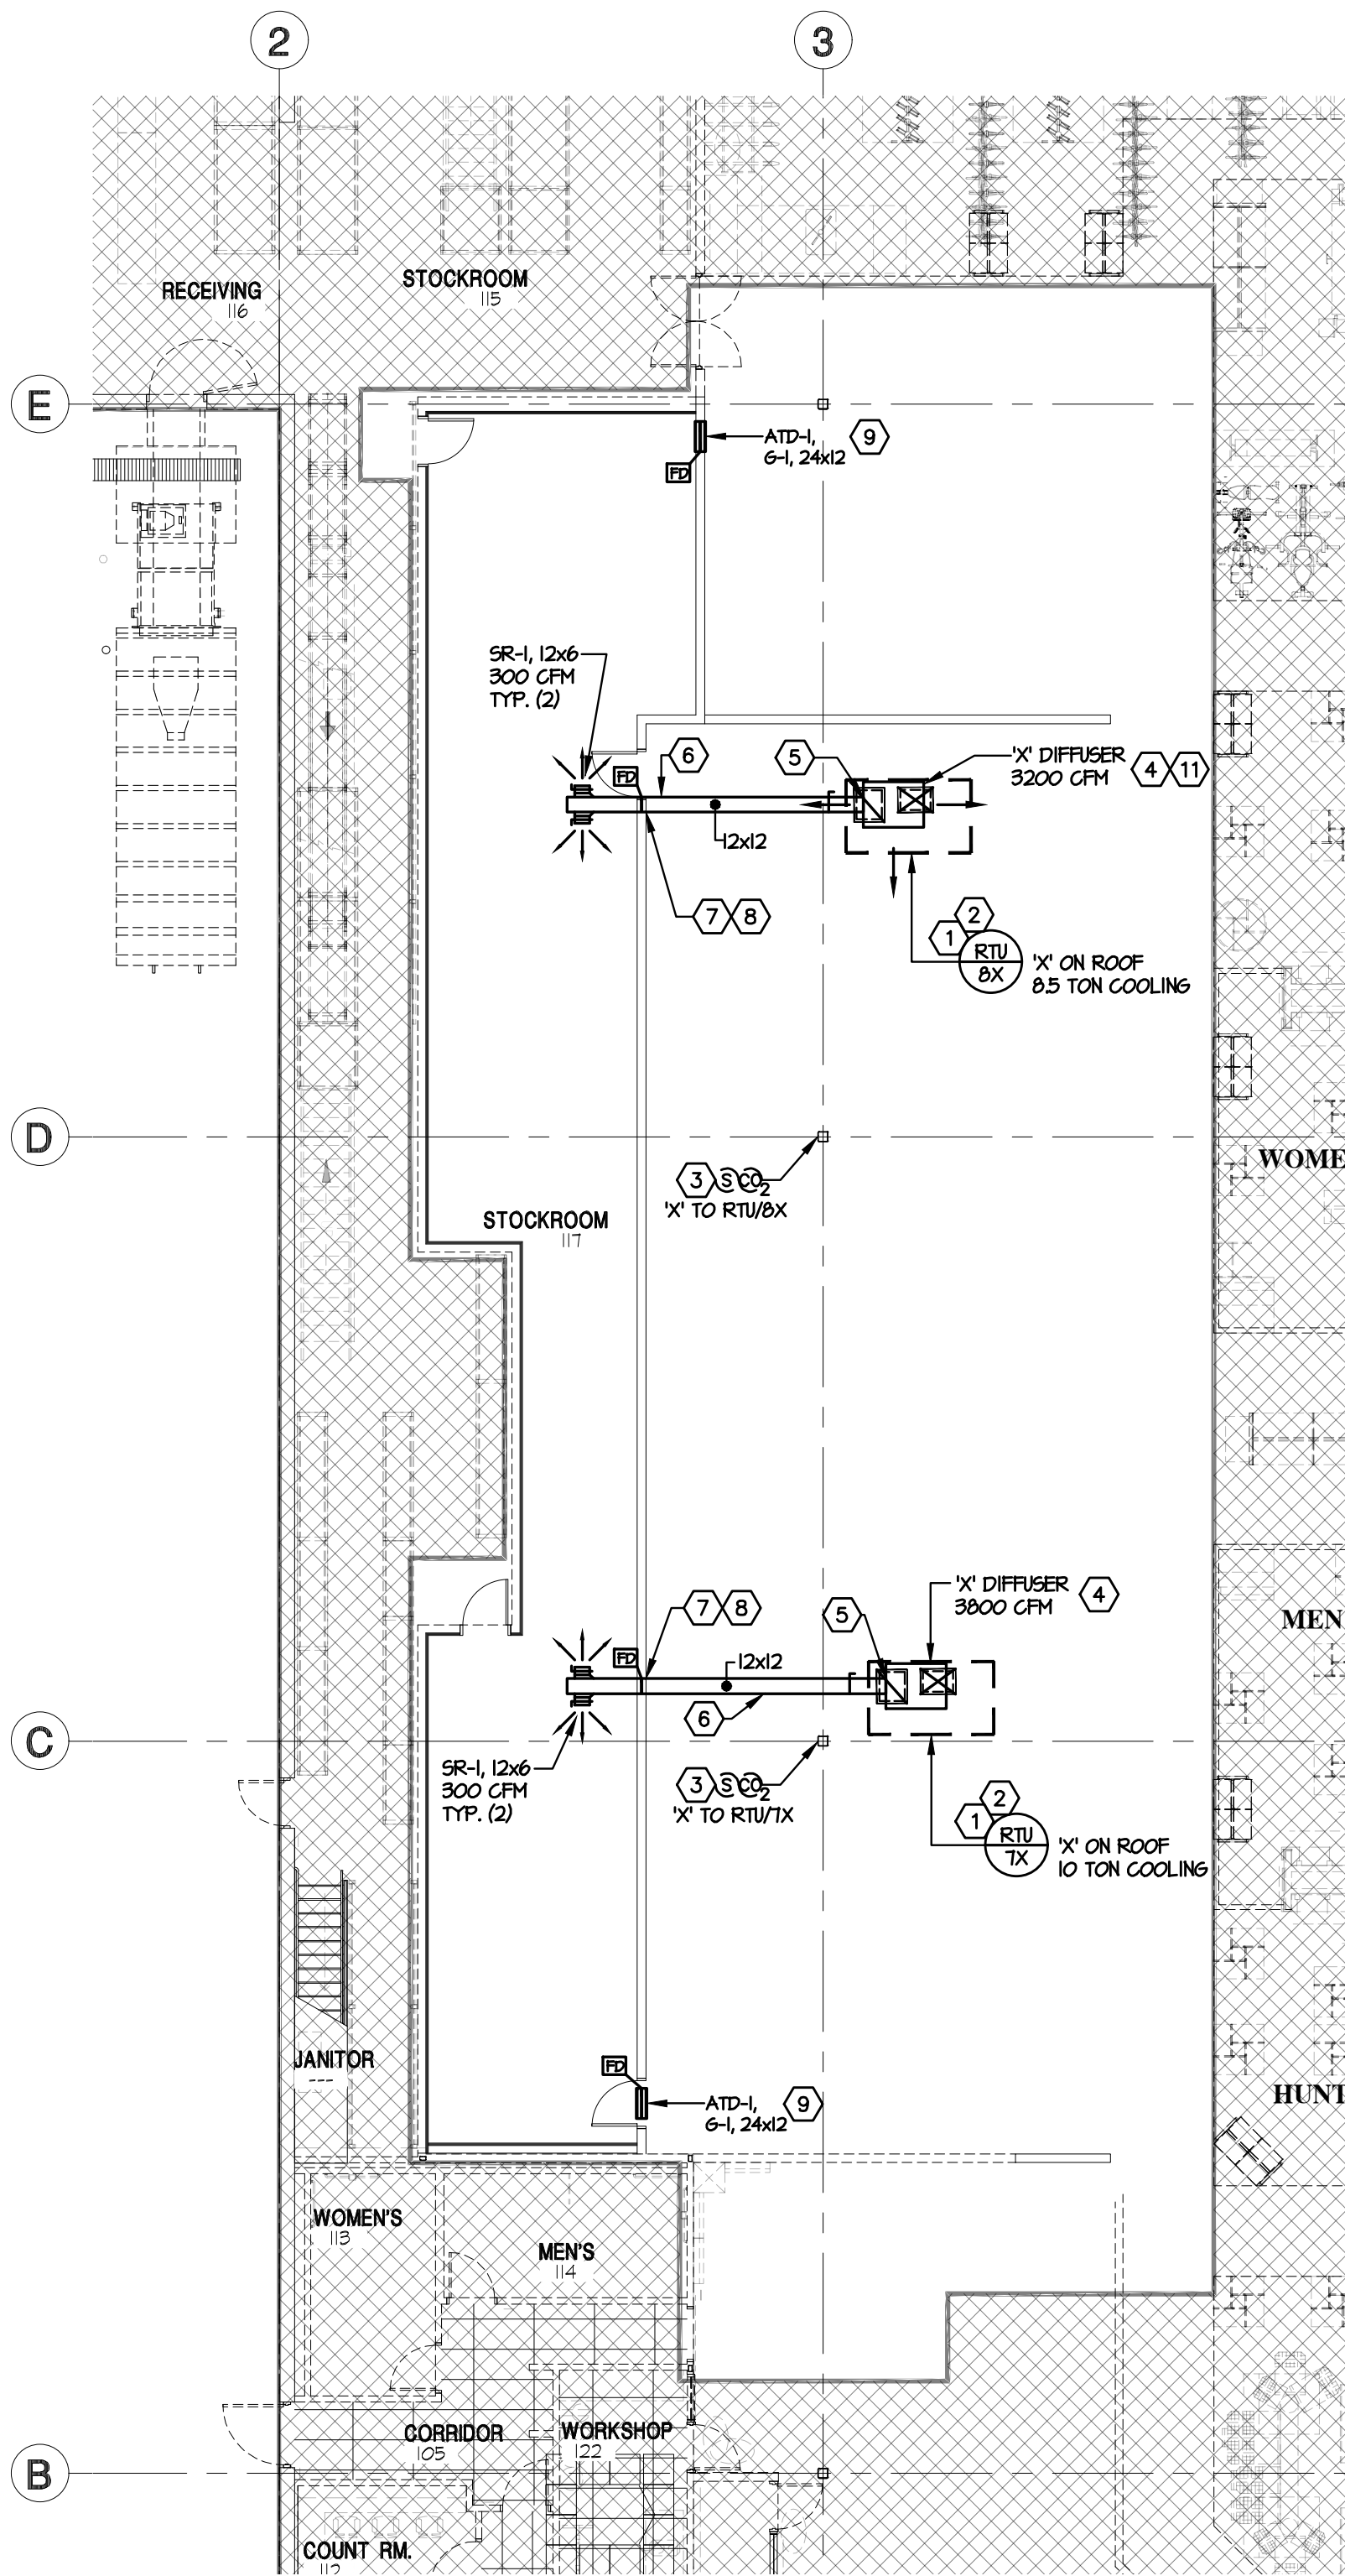 2
3
RECEIVING
116
STOCKROOM
115
E
ATD-1,
G-1, 24x12
9
FD
SR-1, 12x6
300 CFM
TYP. (2)
FD
6
5
'X' DIFFUSER
3200 CFM
4
11
12x12
7
8
1
2
RTU
8X
'X' ON ROOF
8.5 TON COOLING
D
3
S
CO2
'X' TO RTU/8X
WOME
STOCKROOM
117
7
8
FD
12x12
5
'X' DIFFUSER
3800 CFM
4
MEN
6
C
SR-1, 12x6
300 CFM
TYP. (2)
3
S
CO2
'X' TO RTU/7X
1
2
RTU
7X
'X' ON ROOF
10 TON COOLING
JANITOR
---
FD
ATD-1,
G-1, 24x12
9
HUNT
WOMEN'S
113
MEN'S
114
CORRIDOR
105
WORKSHOP
122
B
COUNT RM.
112